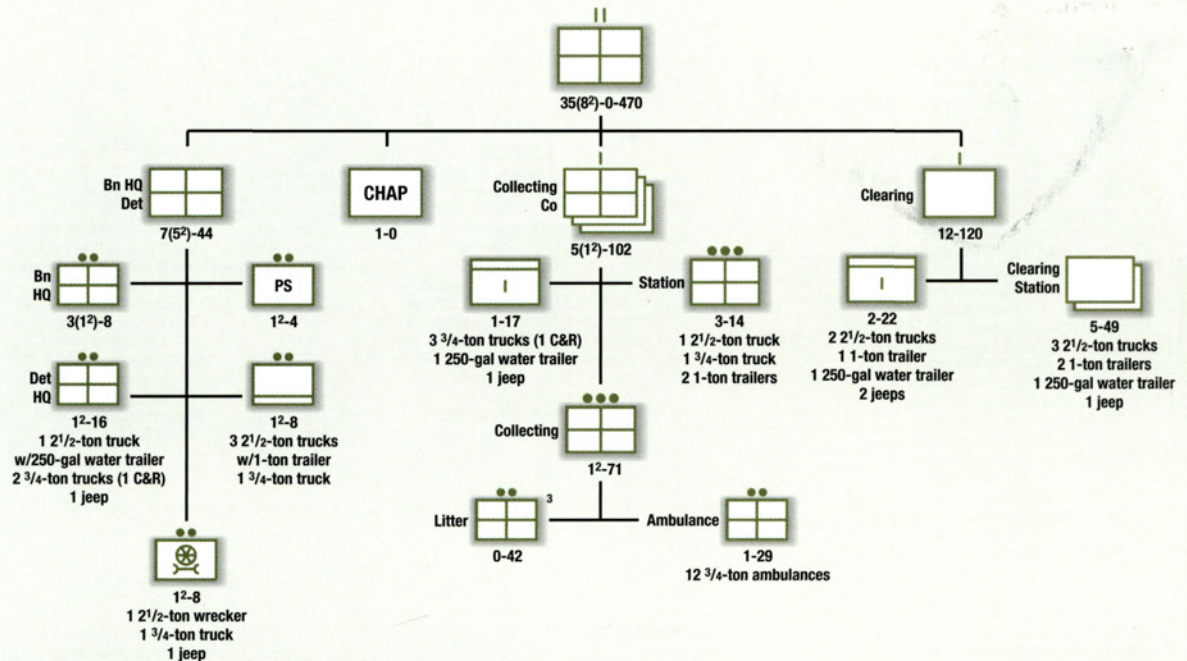 35(8²)-0-470
Bn HQ
Det
7(5²)-44
CHAP
1-0
Collecting
Co
5(1²)-102
Clearing
12-120
Bn
HQ
3(1²)-8
PS
1²-4
Det
HQ
1²-16
1 2¹/₂-ton truck
w/250-gal water trailer
2 ³/₄-ton trucks (1 C&R)
1 jeep
1²-8
3 2¹/₂-ton trucks
w/1-ton trailer
1 ³/₄-ton truck
1²-8
1 2¹/₂-ton wrecker
1 ³/₄-ton truck
1 jeep
1-17
3 ³/₄-ton trucks (1 C&R)
1 250-gal water trailer
1 jeep
Station
3-14
1 2¹/₂-ton truck
1 ³/₄-ton truck
2 1-ton trailers
Collecting
1²-71
Litter
3
0-42
Ambulance
1-29
12 ³/₄-ton ambulances
2-22
2 2¹/₂-ton trucks
1 1-ton trailer
1 250-gal water trailer
2 jeeps
Clearing
Station
5-49
3 2¹/₂-ton trucks
2 1-ton trailers
1 250-gal water trailer
1 jeep